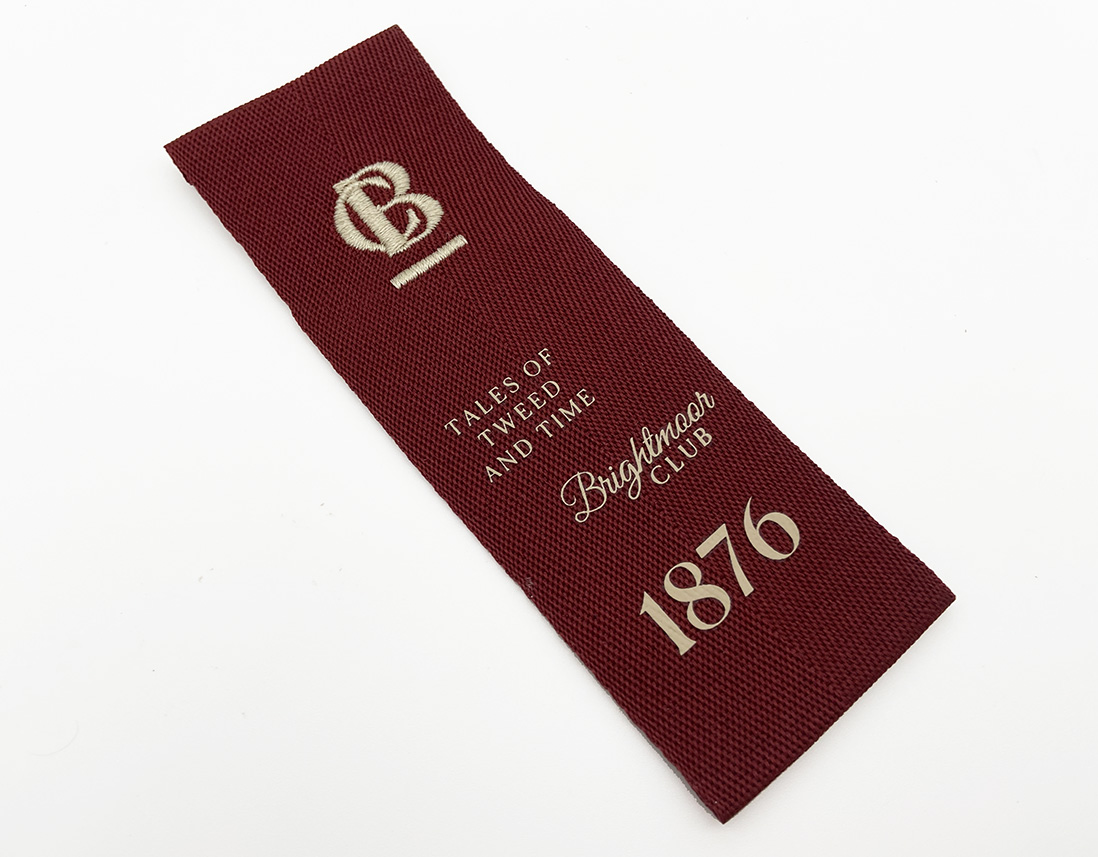 CB
TALES OF
TWEED
AND TIME
Brightmoor
CLUB
1876